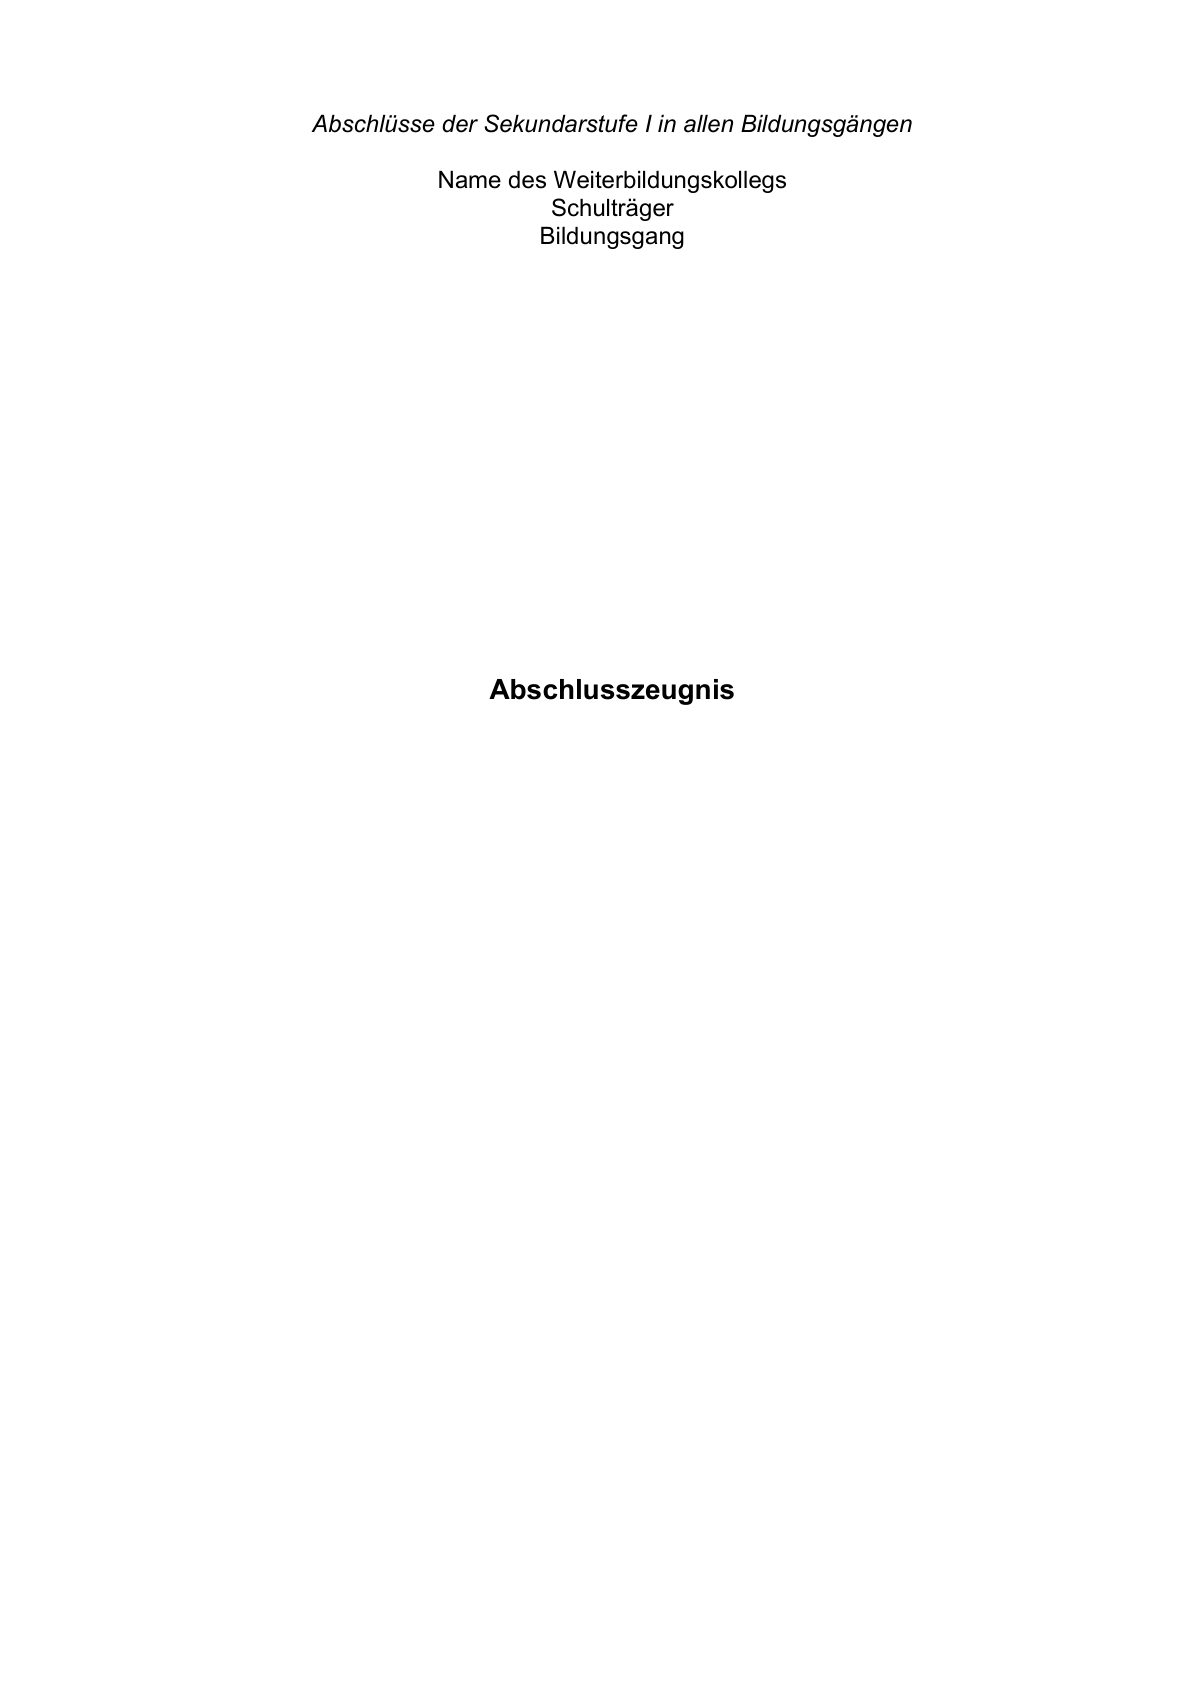 Abschlüsse der Sekundarstufe I in allen Bildungsgängen
Name des Weiterbildungskollegs
Schulträger
Bildungsgang
Abschlusszeugnis